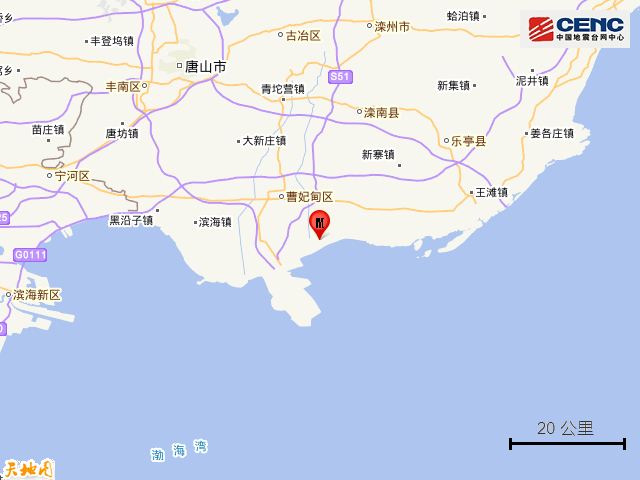 蛤泊镇
滦州市
古冶区
丰登坞镇
CENC
中国地震台网中心
唐山市
S51
丰南区
青坨营镇
新集镇
泥井镇
滦南县
苗庄镇
唐坊镇
大新庄镇
乐亭县
姜各庄镇
新寨镇
宁河区
王滩镇
曹妃甸区
黑沿子镇
滨海镇
M
G0111
滨海新区
20 公里
渤海湾
天地图